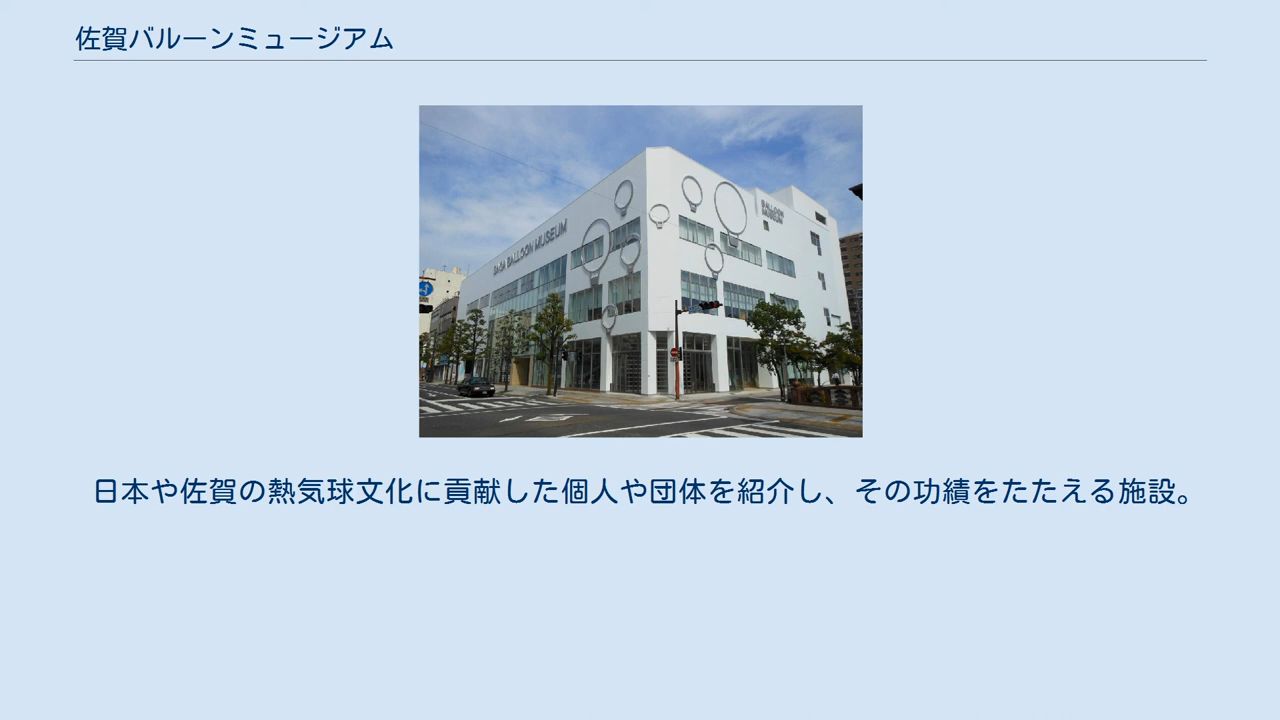 佐賀バルーンミュージアム
SAGA BALLOON MUSEUM
BALLOON
MUSEUM
日本や佐賀の熱気球文化に貢献した個人や団体を紹介し、その功績をたたえる施設。